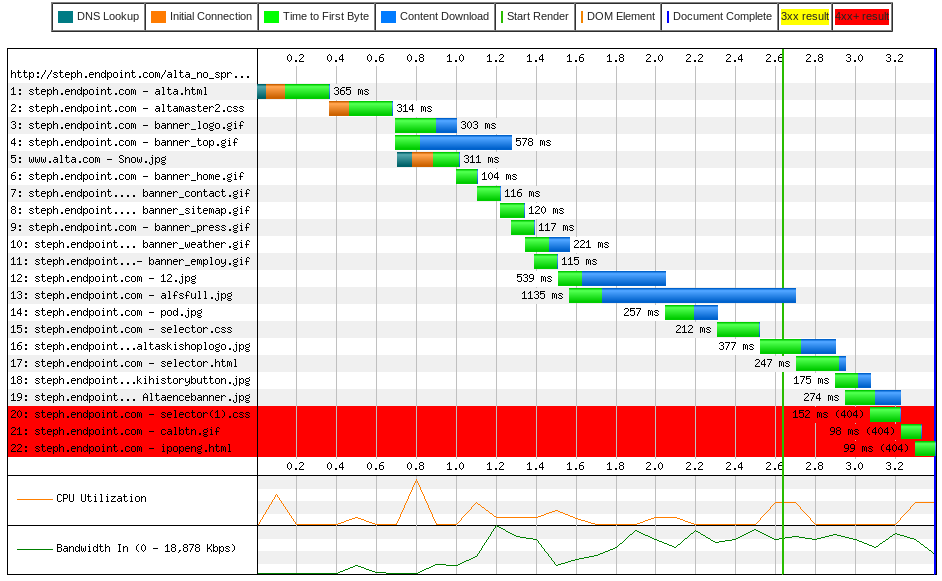 DNS Lookup Initial Connection Time to First Byte Content Download Start Render DOM Element Document Complete 3xx result 4xx+ result
0.2 0.4 0.6 0.8 1.0 1.2 1.4 1.6 1.8 2.0 2.2 2.4 2.6 2.8 3.0 3.2
http://steph.endpoint.com/alta_no_spr...
1: steph.endpoint.com - alta.html 365 ms
2: steph.endpoint.com - altamaster2.css 314 ms
3: steph.endpoint.com - banner_logo.gif 303 ms
4: steph.endpoint.com - banner_top.gif 578 ms
5: www.alta.com - Snow.jpg 311 ms
6: steph.endpoint.com - banner_home.gif 104 ms
7: steph.endpoint.... banner_contact.gif 116 ms
8: steph.endpoint.... banner_sitemap.gif 120 ms
9: steph.endpoint.com - banner_press.gif 117 ms
10: steph.endpoint... banner_weather.gif 221 ms
11: steph.endpoint...- banner_employ.gif 115 ms
12: steph.endpoint.com - 12.jpg 539 ms
13: steph.endpoint.com - alfsfull.jpg 1135 ms
14: steph.endpoint.com - pod.jpg 257 ms
15: steph.endpoint.com - selector.css 212 ms
16: steph.endpoint...altaskishoplogo.jpg 377 ms
17: steph.endpoint.com - selector.html 247 ms
18: steph.endpoint...kihistorybutton.jpg 175 ms
19: steph.endpoint... Altaencebanner.jpg 274 ms
20: steph.endpoint.com - selector(1).css 152 ms (404)
21: steph.endpoint.com - calbtn.gif 98 ms (404)
22: steph.endpoint.com - ipopeng.html 99 ms (404)
0.2 0.4 0.6 0.8 1.0 1.2 1.4 1.6 1.8 2.0 2.2 2.4 2.6 2.8 3.0 3.2
CPU Utilization
Bandwidth In (0 - 18,878 Kbps)